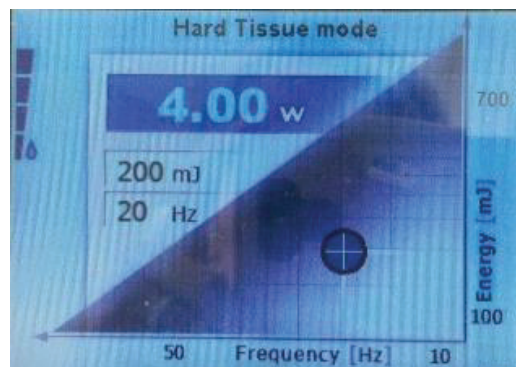 Hard Tissue mode
4.00 W
200 mJ
20 Hz
700
Energy [mJ]
100
50 Frequency [Hz] 10